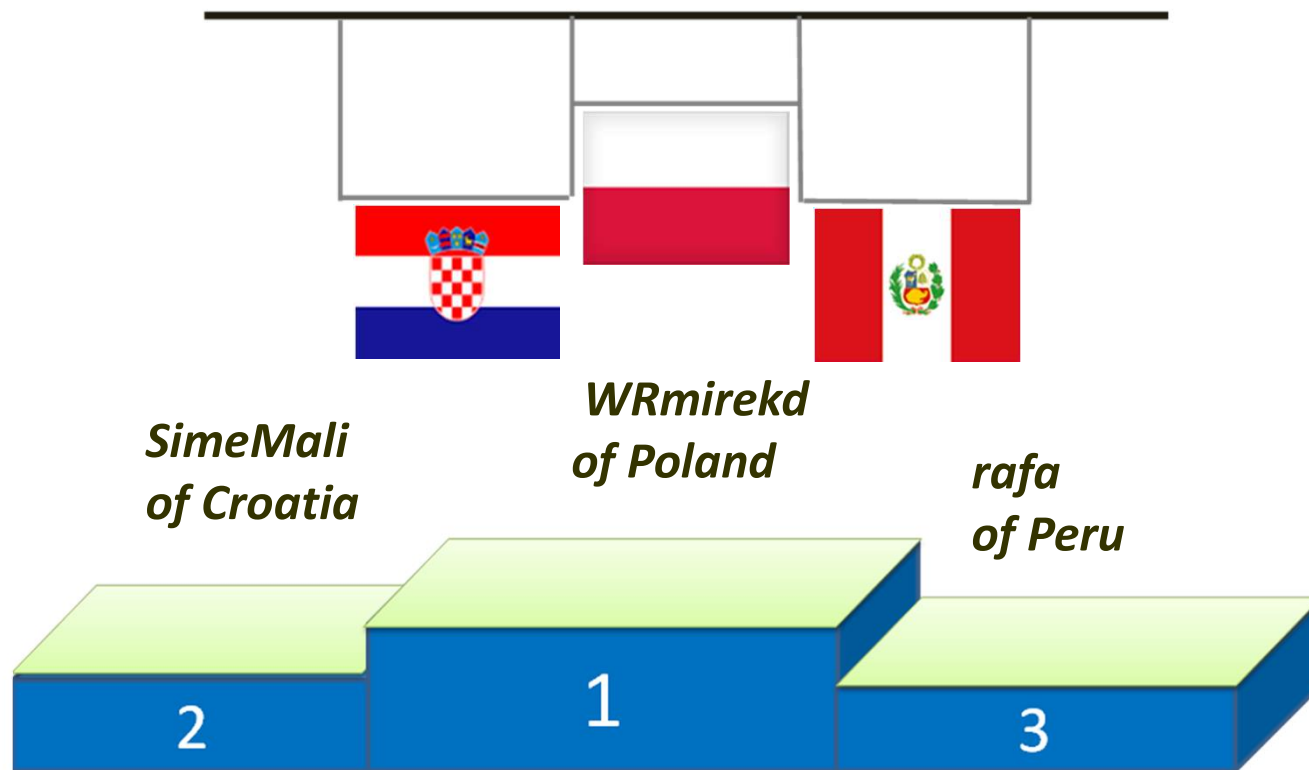 WRmirekd
of Poland
SimeMali
of Croatia
rafa
of Peru
2
1
3